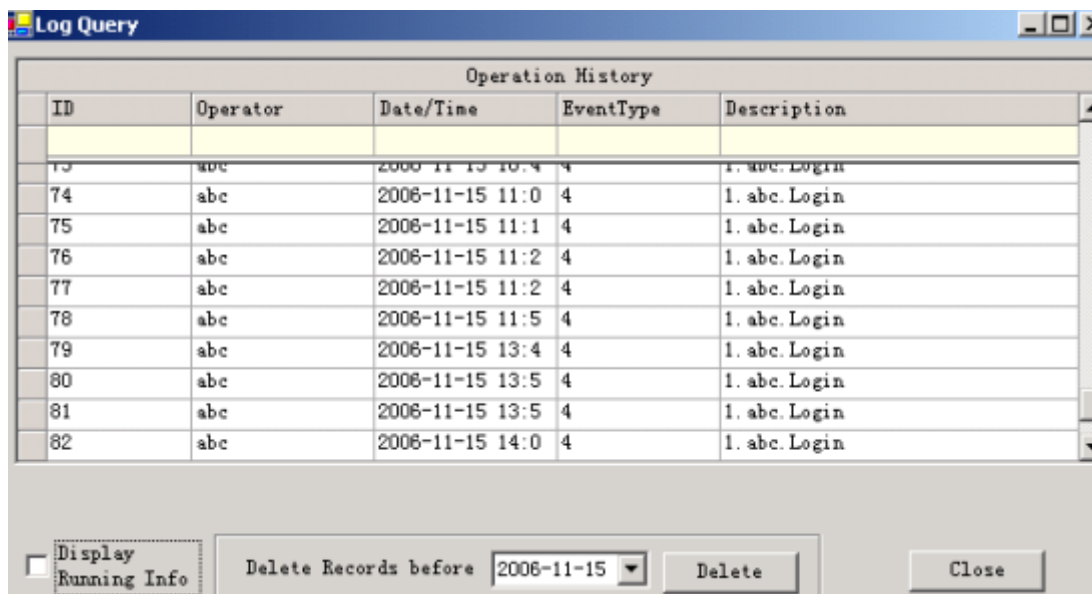 Log Query
Operation History
ID Operator Date/Time EventType Description
74 abc 2006-11-15 11:0 4 1.abc.Login
75 abc 2006-11-15 11:1 4 1.abc.Login
76 abc 2006-11-15 11:2 4 1.abc.Login
77 abc 2006-11-15 11:2 4 1.abc.Login
78 abc 2006-11-15 11:5 4 1.abc.Login
79 abc 2006-11-15 13:4 4 1.abc.Login
80 abc 2006-11-15 13:5 4 1.abc.Login
81 abc 2006-11-15 13:5 4 1.abc.Login
82 abc 2006-11-15 14:0 4 1.abc.Login
Display
Running Info
Delete Records before 2006-11-15 Delete Close